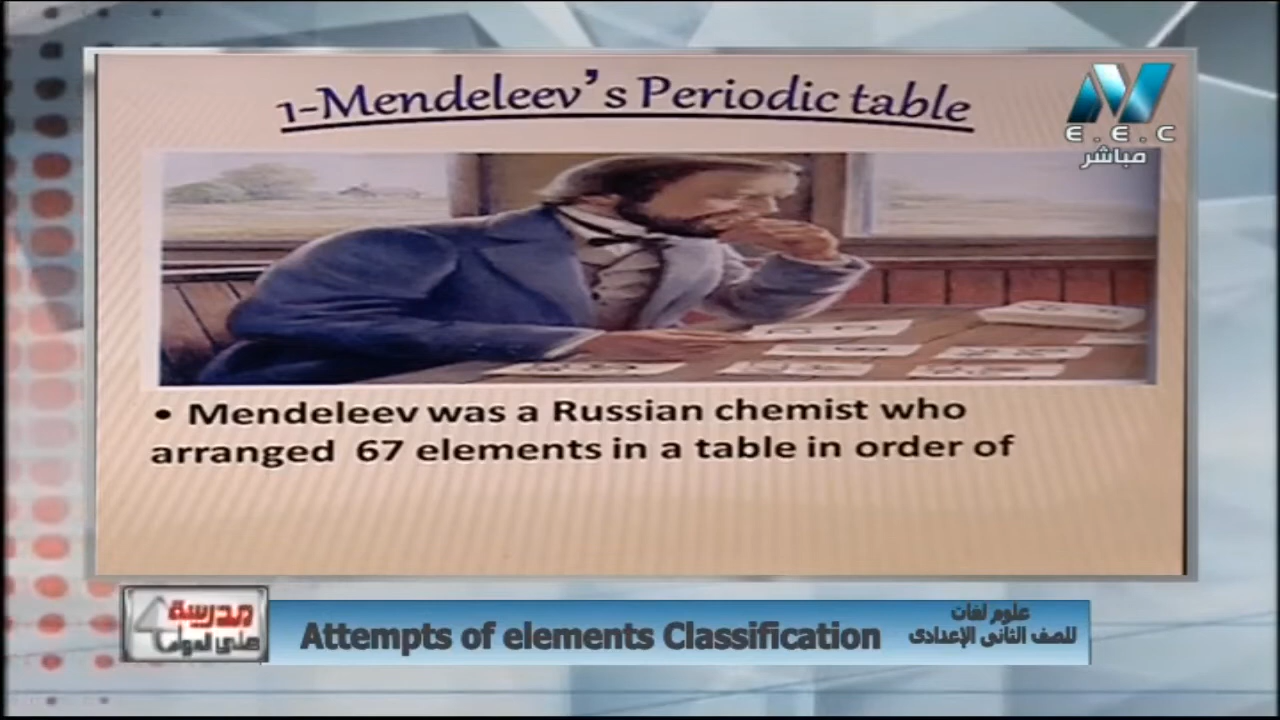 1-Mendeleev's Periodic table
E.E.C
مباشر
• Mendeleev was a Russian chemist who
arranged 67 elements in a table in order of
مدرسة
على الهواء
Attempts of elements Classification
علوم لغات
للصف الثانى الإعدادى